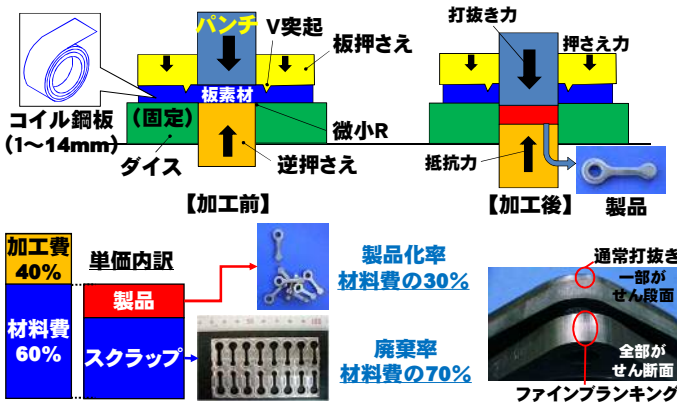 パンチ
V突起
板押さえ
板素材
コイル鋼板
(1～14mm)
(固定)
ダイス
微小R
逆押さえ
【加工前】
打抜き力
押さえ力
抵抗力
【加工後】
製品
加工費
40%
材料費
60%
単価内訳
製品
スクラップ
製品化率
材料費の30%
廃棄率
材料費の70%
通常打抜き
一部が
せん段面
全部が
せん断面
ファインブランキング